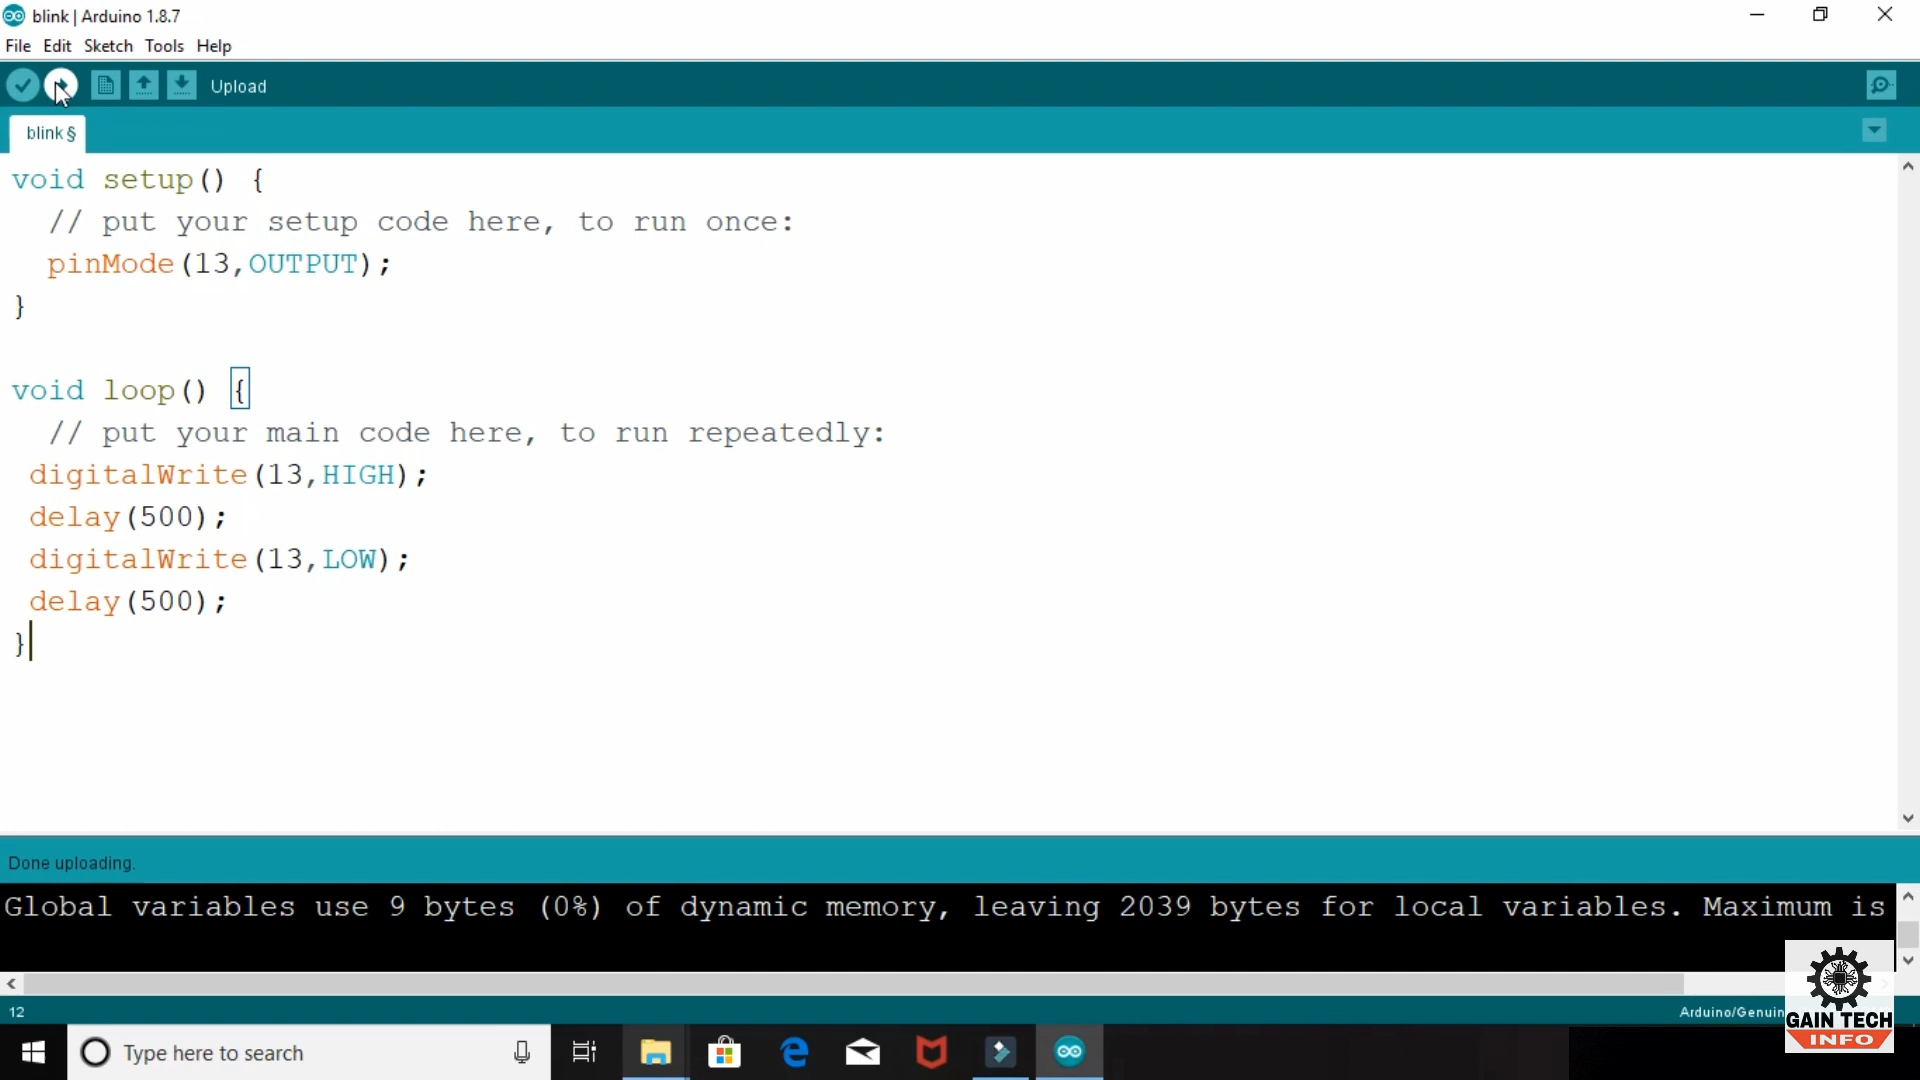 blink | Arduino 1.8.7
File Edit Sketch Tools Help
Upload
blink §
void setup() {
// put your setup code here, to run once:
pinMode(13,OUTPUT);
}
void loop() {
// put your main code here, to run repeatedly:
digitalWrite(13,HIGH);
delay(500);
digitalWrite(13,LOW);
delay(500);
}
Done uploading.
Global variables use 9 bytes (0%) of dynamic memory, leaving 2039 bytes for local variables. Maximum is
12
Arduino/Genuin
GAIN TECH
INFO
Type here to search